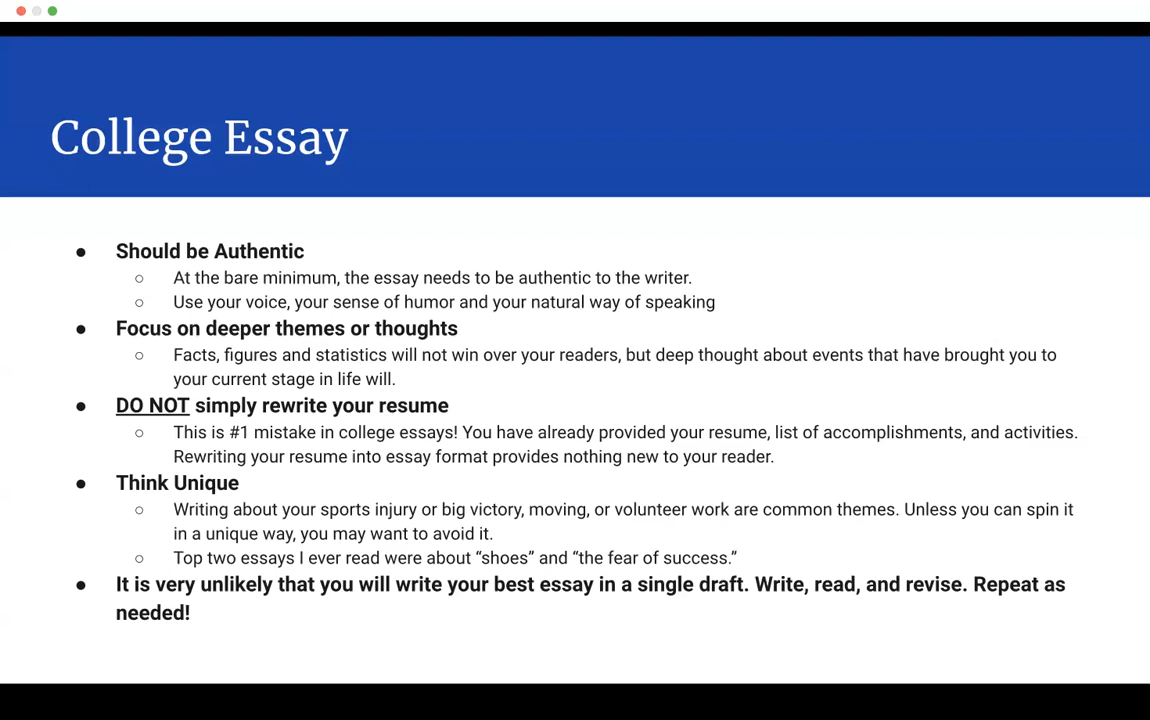 College Essay
● Should be Authentic
○ At the bare minimum, the essay needs to be authentic to the writer.
○ Use your voice, your sense of humor and your natural way of speaking
● Focus on deeper themes or thoughts
○ Facts, figures and statistics will not win over your readers, but deep thought about events that have brought you to
your current stage in life will.
● DO NOT simply rewrite your resume
○ This is #1 mistake in college essays! You have already provided your resume, list of accomplishments, and activities.
Rewriting your resume into essay format provides nothing new to your reader.
● Think Unique
○ Writing about your sports injury or big victory, moving, or volunteer work are common themes. Unless you can spin it
in a unique way, you may want to avoid it.
○ Top two essays I ever read were about “shoes” and “the fear of success.”
● It is very unlikely that you will write your best essay in a single draft. Write, read, and revise. Repeat as
needed!